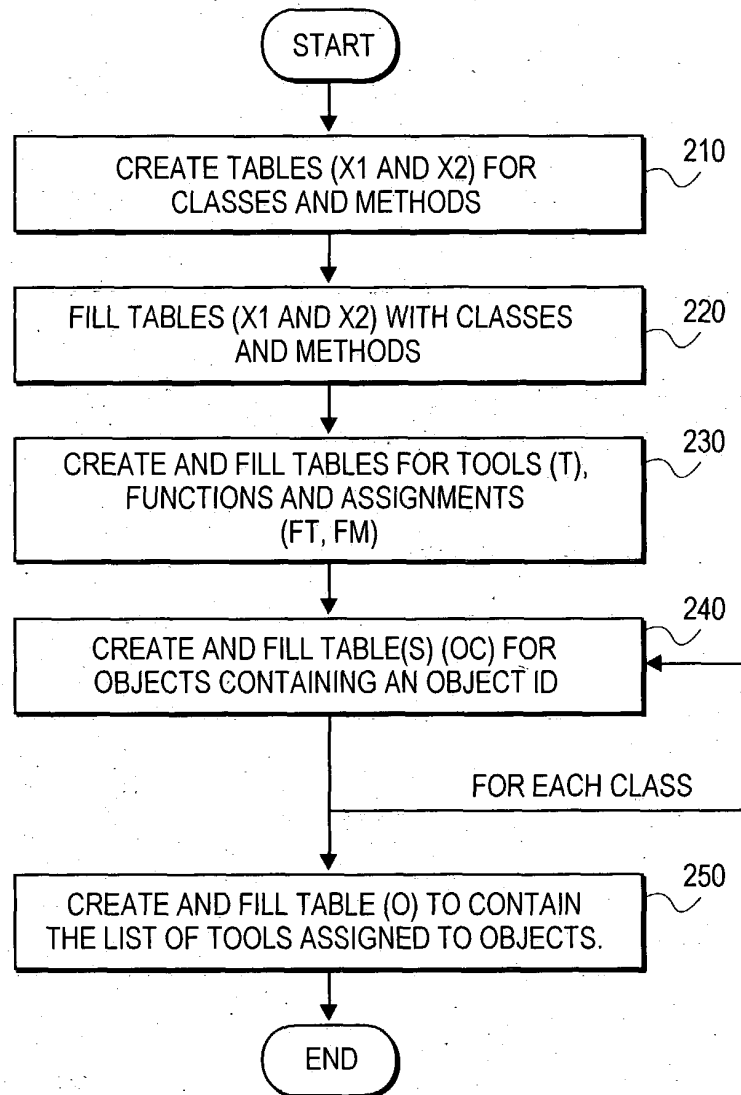 START
CREATE TABLES (X1 AND X2) FOR
CLASSES AND METHODS
210
FILL TABLES (X1 AND X2) WITH CLASSES
AND METHODS
220
CREATE AND FILL TABLES FOR TOOLS (T),
FUNCTIONS AND ASSIGNMENTS
(FT, FM)
230
CREATE AND FILL TABLE(S) (OC) FOR
OBJECTS CONTAINING AN OBJECT ID
240
FOR EACH CLASS
CREATE AND FILL TABLE (O) TO CONTAIN
THE LIST OF TOOLS ASSIGNED TO OBJECTS.
250
END